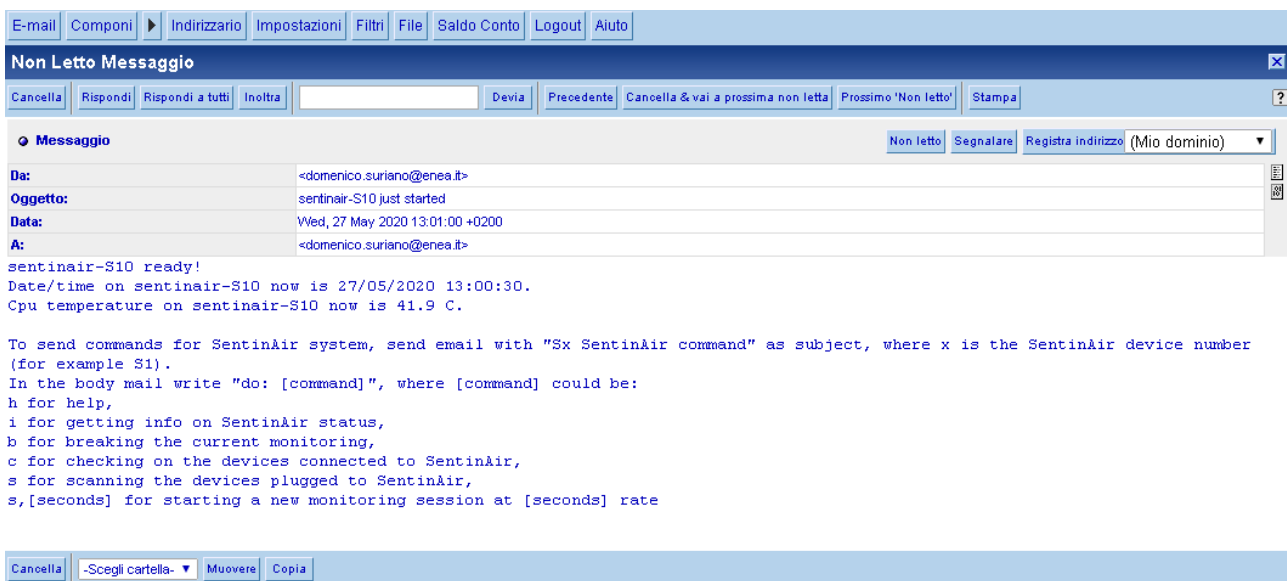 E-mail Componi Indirizzario Impostazioni Filtri File Saldo Conto Logout Aiuto
Non Letto Messaggio
Cancella Rispondi Rispondi a tutti Inoltra Devia Precedente Cancella & vai a prossima non letta Prossimo 'Non letto' Stampa ?
Messaggio Non letto Segnalare Registra indirizzo (Mio dominio)
Da: <domenico.suriano@enea.it>
Oggetto: sentinair-S10 just started
Data: Wed, 27 May 2020 13:01:00 +0200
A: <domenico.suriano@enea.it>
sentinair-S10 ready!
Date/time on sentinair-S10 now is 27/05/2020 13:00:30.
Cpu temperature on sentinair-S10 now is 41.9 C.
To send commands for SentinAir system, send email with "Sx SentinAir command" as subject, where x is the SentinAir device number
(for example S1).
In the body mail write "do: [command]", where [command] could be:
h for help,
i for getting info on SentinAir status,
b for breaking the current monitoring,
c for checking on the devices connected to SentinAir,
s for scanning the devices plugged to SentinAir,
s,[seconds] for starting a new monitoring session at [seconds] rate
Cancella -Scegli cartella- Muovere Copia